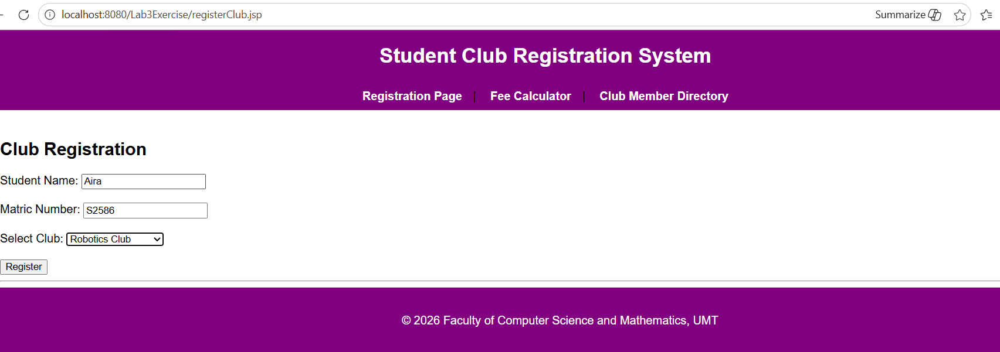 localhost:8080/Lab3Exercise/registerClub.jsp Summarize
Student Club Registration System
Registration Page | Fee Calculator | Club Member Directory
Club Registration
Student Name: Aira
Matric Number: S2586
Select Club: Robotics Club
Register
© 2026 Faculty of Computer Science and Mathematics, UMT